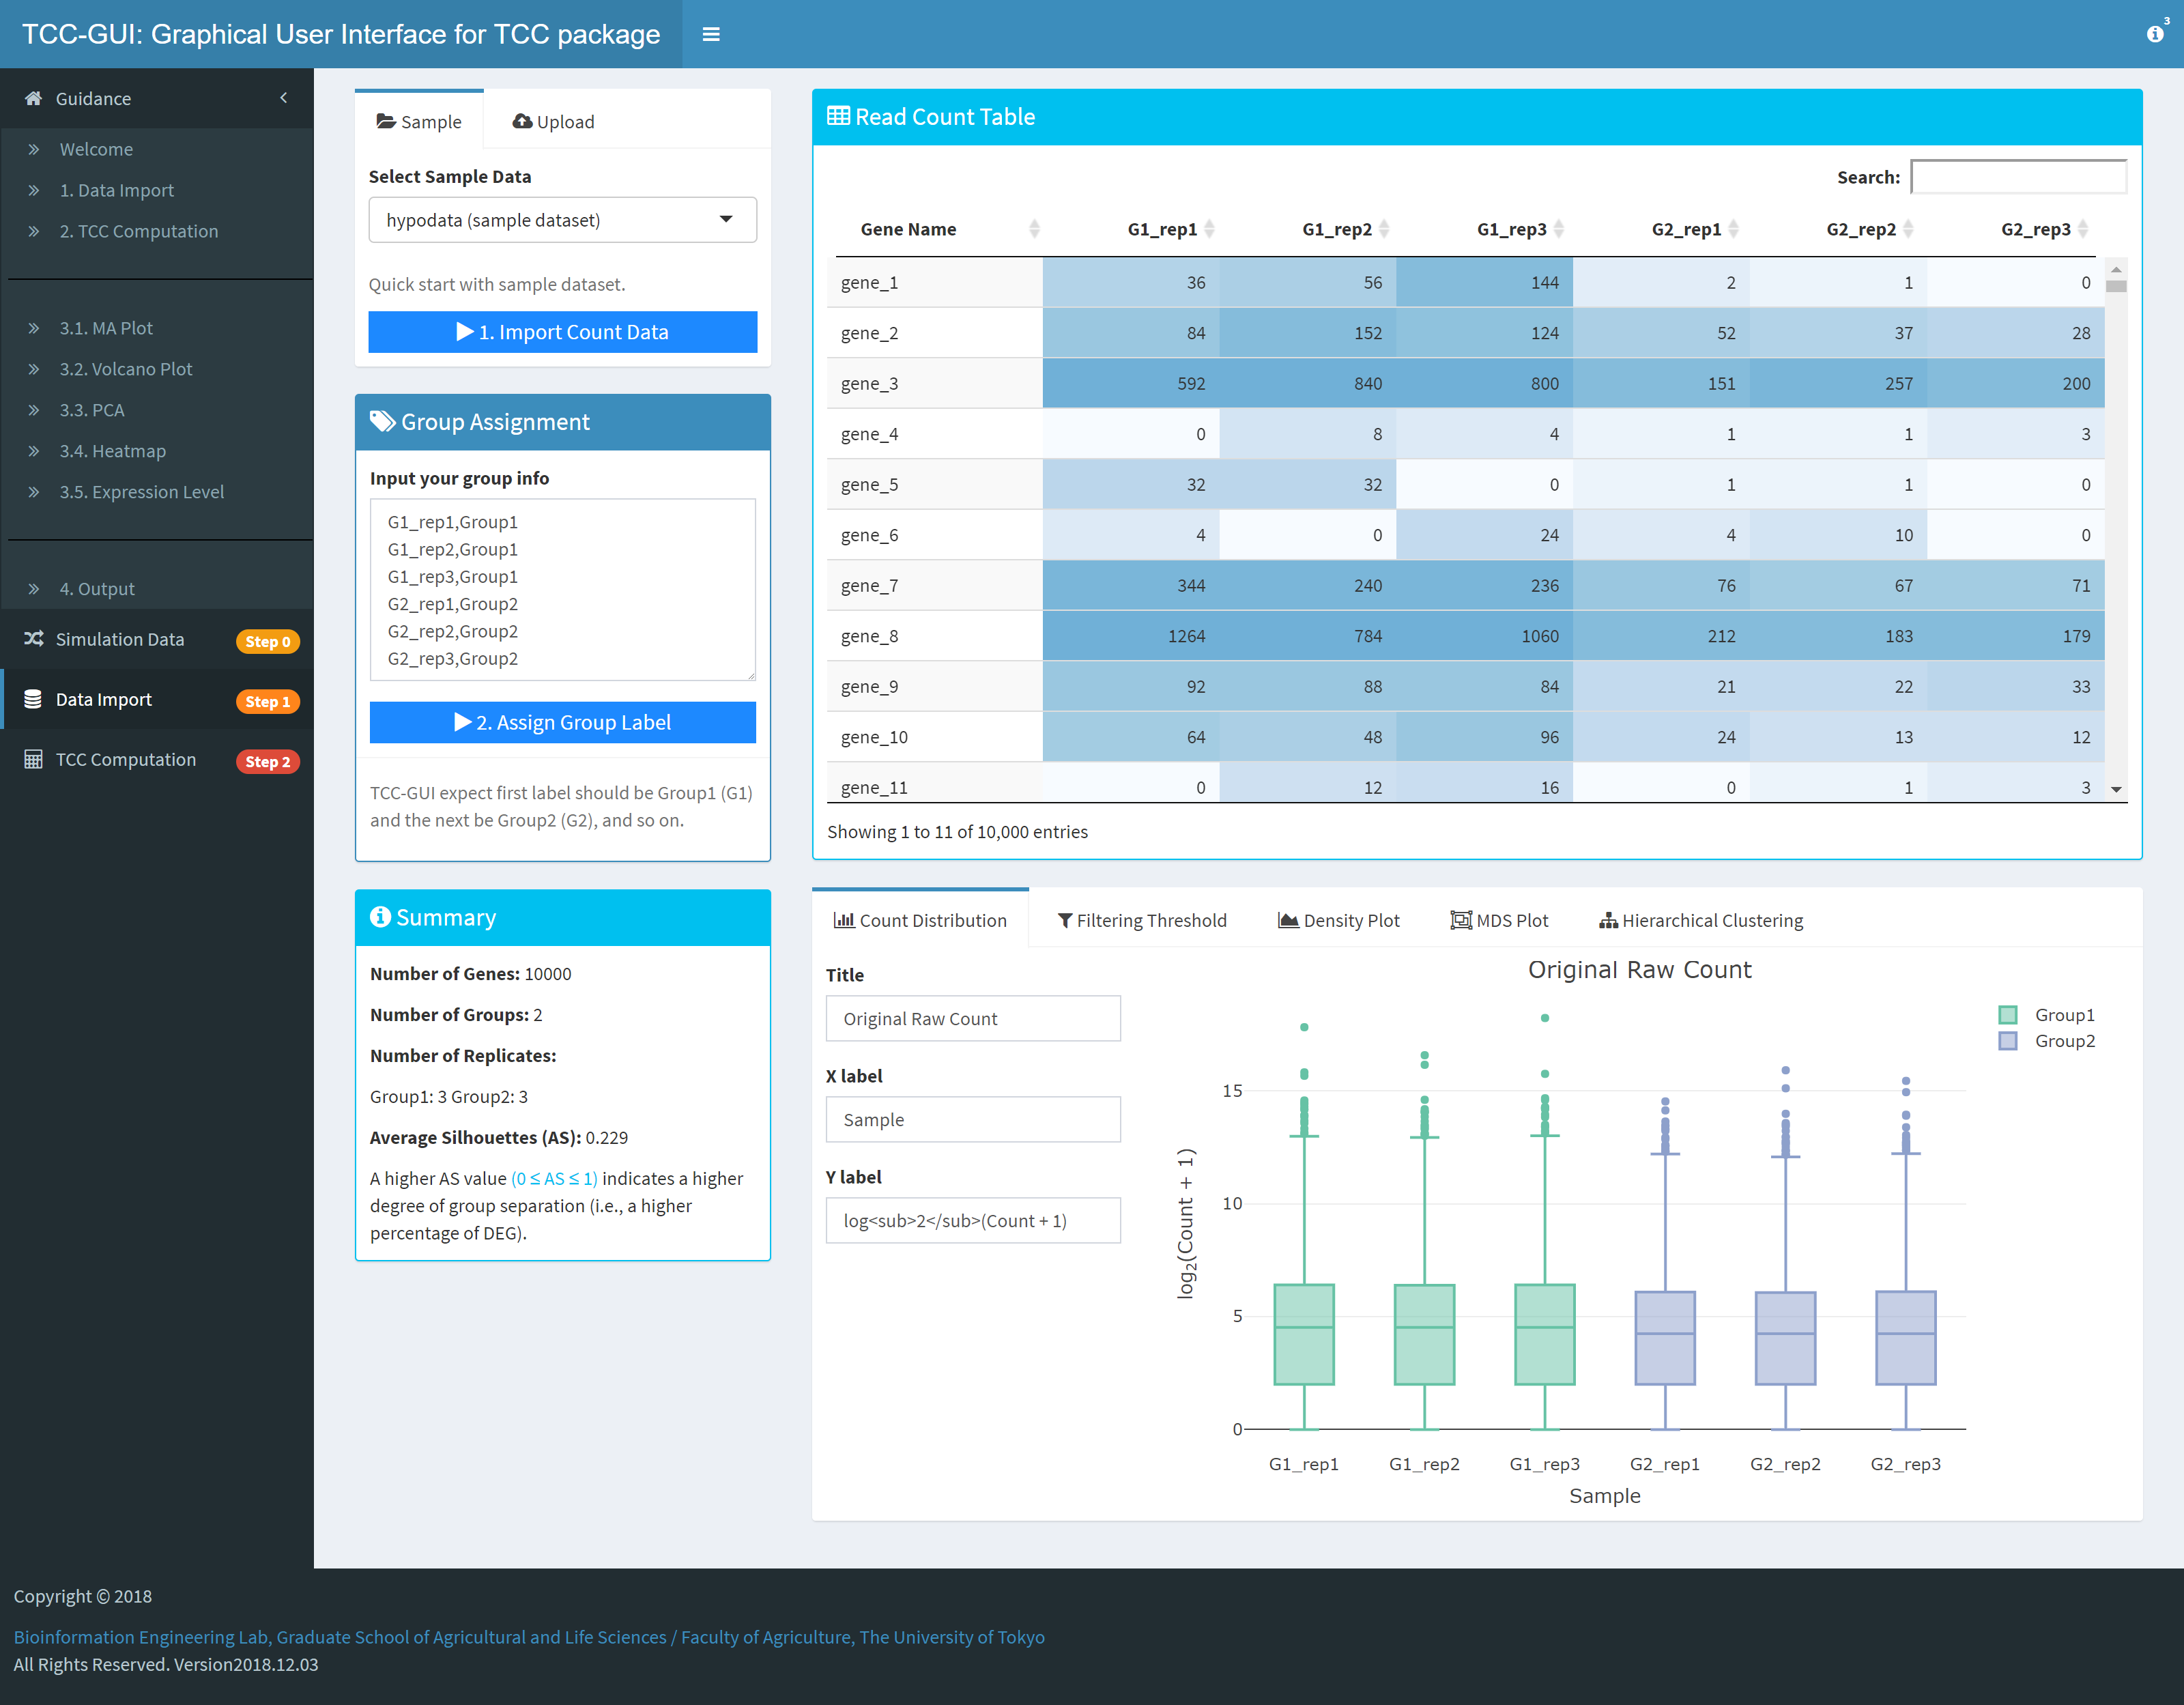 TCC-GUI: Graphical User Interface for TCC package
3
Guidance
Welcome
1. Data Import
2. TCC Computation
3.1. MA Plot
3.2. Volcano Plot
3.3. PCA
3.4. Heatmap
3.5. Expression Level
4. Output
Simulation Data Step 0
Data Import Step 1
TCC Computation Step 2
Sample Upload
Select Sample Data
hypodata (sample dataset)
Quick start with sample dataset.
1. Import Count Data
Group Assignment
Input your group info
G1_rep1,Group1
G1_rep2,Group1
G1_rep3,Group1
G2_rep1,Group2
G2_rep2,Group2
G2_rep3,Group2
2. Assign Group Label
TCC-GUI expect first label should be Group1 (G1)
and the next be Group2 (G2), and so on.
Summary
Number of Genes: 10000
Number of Groups: 2
Number of Replicates:
Group1: 3 Group2: 3
Average Silhouettes (AS): 0.229
A higher AS value (0 ≤ AS ≤ 1) indicates a higher
degree of group separation (i.e., a higher
percentage of DEG).
Read Count Table
Search:
Gene Name G1_rep1 G1_rep2 G1_rep3 G2_rep1 G2_rep2 G2_rep3
gene_1 36 56 144 2 1 0
gene_2 84 152 124 52 37 28
gene_3 592 840 800 151 257 200
gene_4 0 8 4 1 1 3
gene_5 32 32 0 1 1 0
gene_6 4 0 24 4 10 0
gene_7 344 240 236 76 67 71
gene_8 1264 784 1060 212 183 179
gene_9 92 88 84 21 22 33
gene_10 64 48 96 24 13 12
gene_11 0 12 16 0 1 3
Showing 1 to 11 of 10,000 entries
Count Distribution Filtering Threshold Density Plot MDS Plot Hierarchical Clustering
Title
Original Raw Count
X label
Sample
Y label
log<sub>2</sub>(Count + 1)
Original Raw Count
Group1
Group2
log2(Count + 1)
15
10
5
0
G1_rep1 G1_rep2 G1_rep3 G2_rep1 G2_rep2 G2_rep3
Sample
Copyright © 2018
Bioinformation Engineering Lab, Graduate School of Agricultural and Life Sciences / Faculty of Agriculture, The University of Tokyo
All Rights Reserved. Version2018.12.03